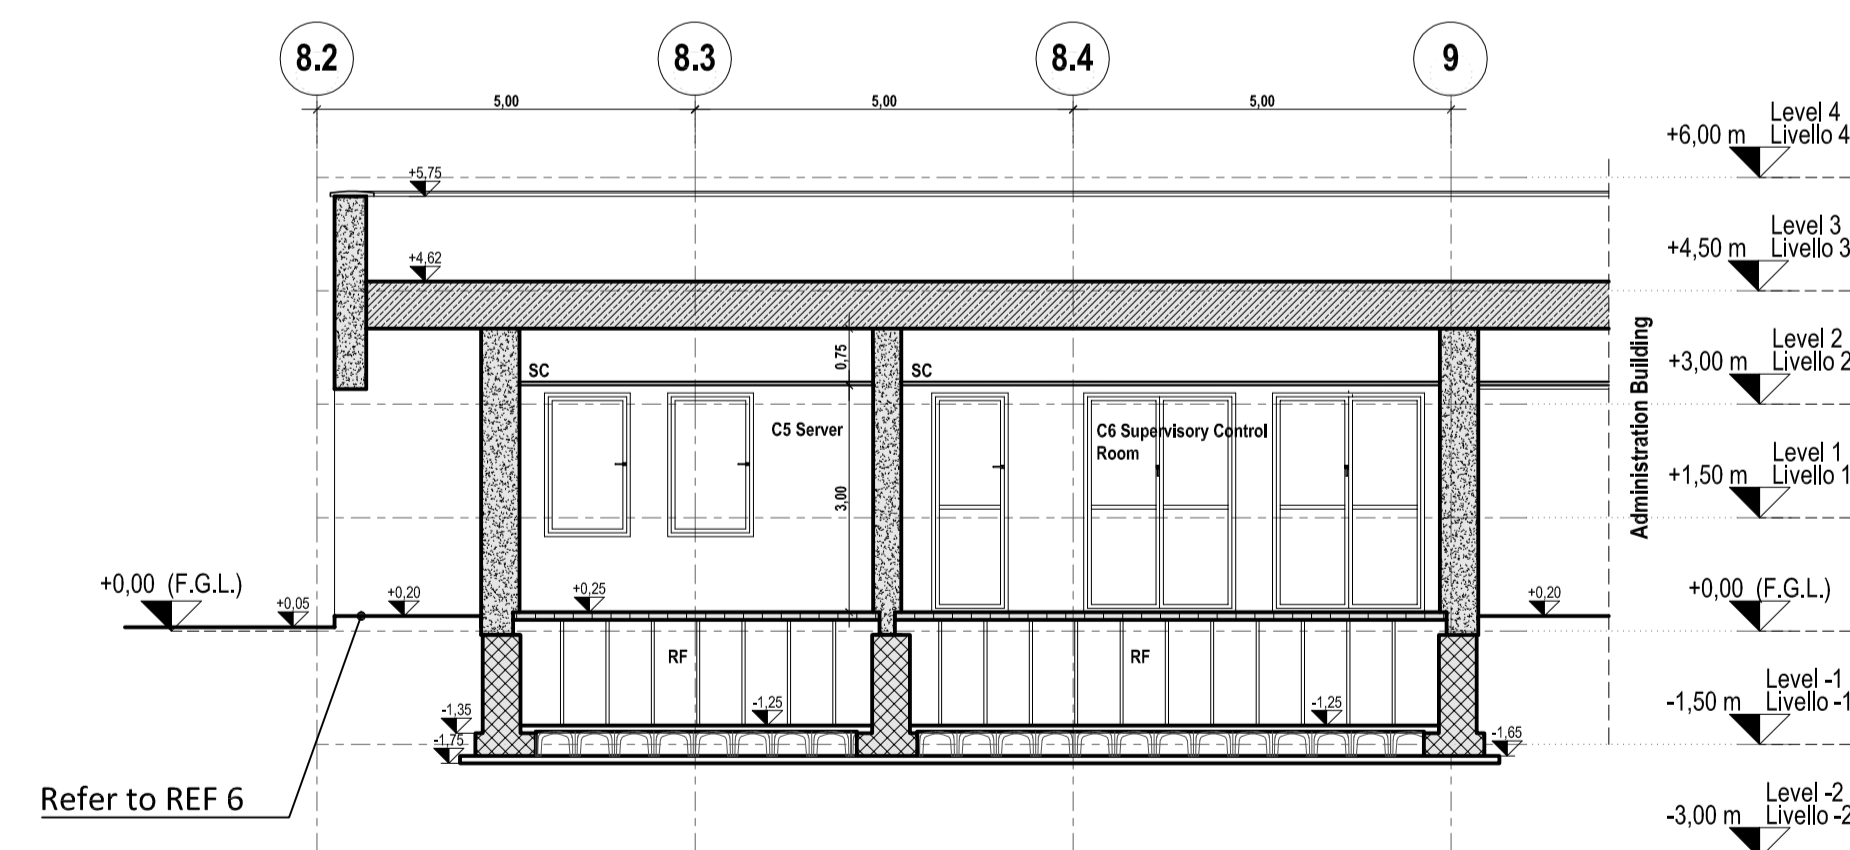 8.2
8.3
8.4
9
5,00
5,00
5,00
Level 4
+6,00 m Livello 4
+5,75
Level 3
+4,50 m Livello 3
+4,62
Level 2
+3,00 m Livello 2
0,75
SC
SC
C5 Server
C6 Supervisory Control
Room
Administration Building
Level 1
+1,50 m Livello 1
3,00
+0,00 (F.G.L.)
+0,05
+0,20
+0,25
+0,20
+0,00 (F.G.L.)
RF
RF
-1,35
-1,75
-1,25
-1,25
-1,65
Level -1
-1,50 m Livello -1
Refer to REF 6
Level -2
-3,00 m Livello -2